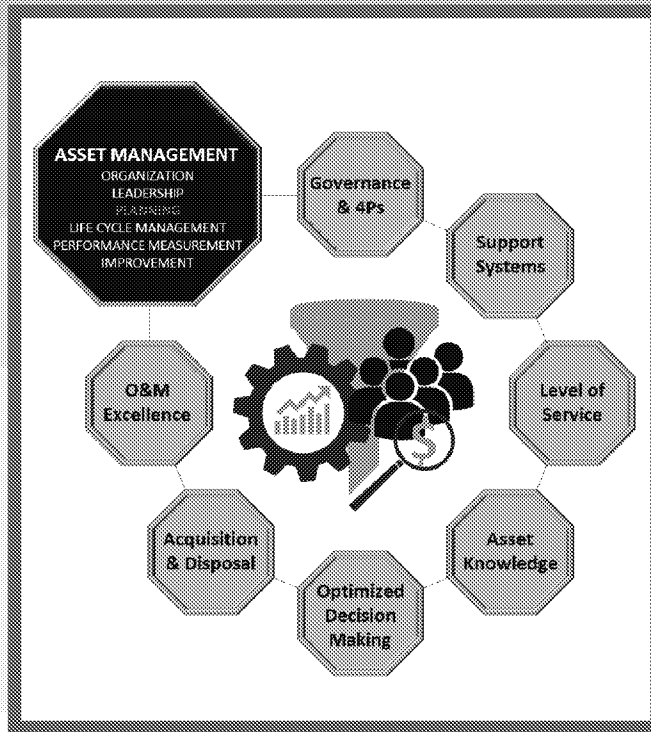 ASSET MANAGEMENT
ORGANIZATION
LEADERSHIP
PLANNING
LIFE CYCLE MANAGEMENT
PERFORMANCE MEASUREMENT
IMPROVEMENT
Governance
& 4Ps
Support
Systems
Level of
Service
Asset
Knowledge
Optimized
Decision
Making
Acquisition
& Disposal
O&M
Excellence
$